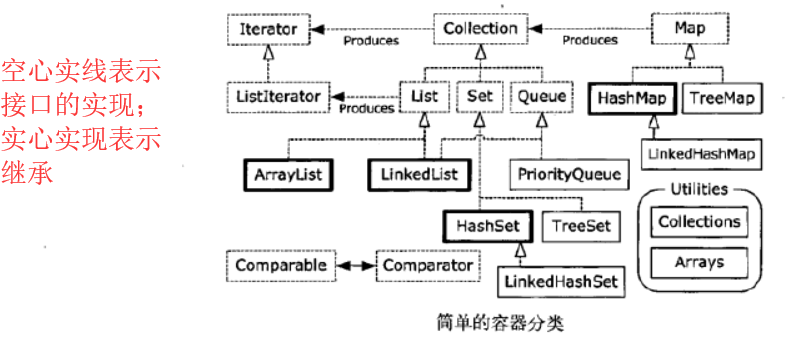 空心实线表示
接口的实现；
实心实现表示
继承
Iterator
Produces
Collection
Produces
Map
ListIterator
Produces
List
Set
Queue
HashMap
TreeMap
ArrayList
LinkedList
PriorityQueue
LinkedHashMap
Utilities
Collections
Arrays
HashSet
TreeSet
Comparable
Comparator
LinkedHashSet
简单的容器分类